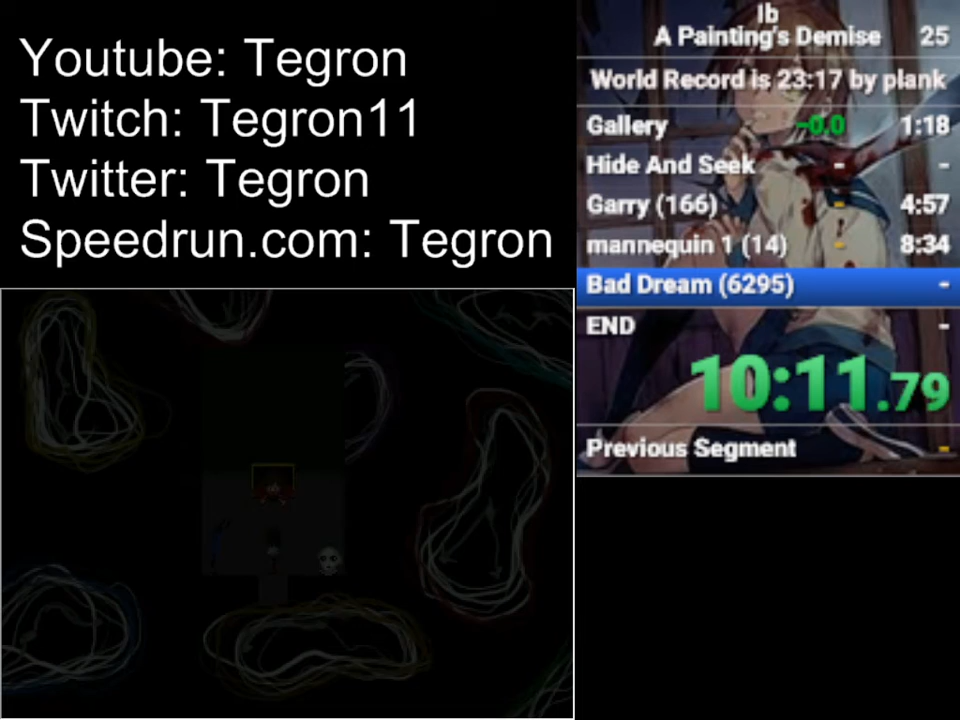 Youtube: Tegron
Twitch: Tegron11
Twitter: Tegron
Speedrun.com: Tegron
Ib
A Painting's Demise 25
World Record is 23:17 by plank
Gallery -0.0 1:18
Hide And Seek - -
Garry (166) - 4:57
mannequin 1 (14) - 8:34
Bad Dream (6295) -
END -
10:11.79
Previous Segment -